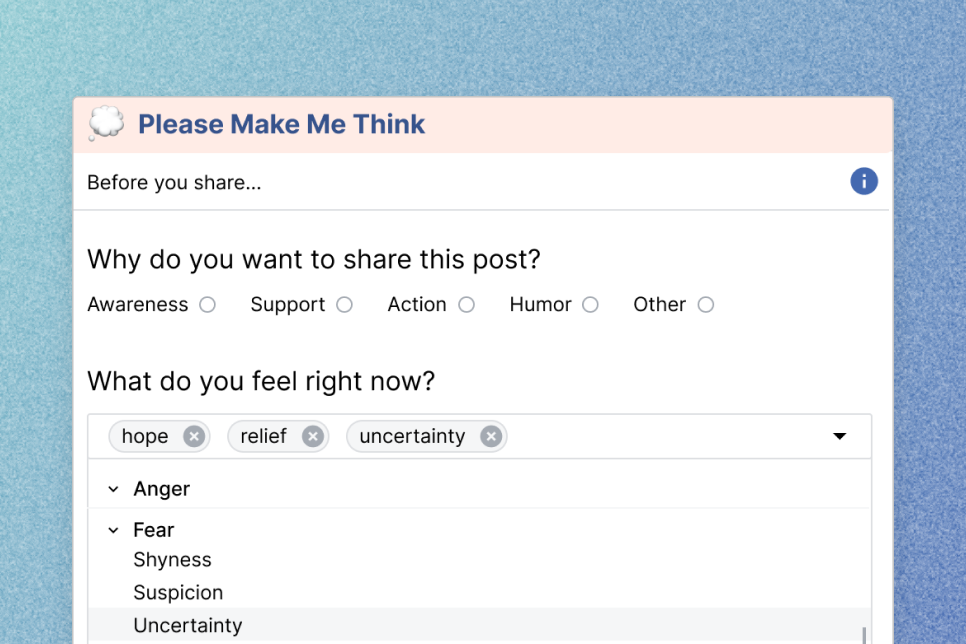 Please Make Me Think
Before you share...
i
Why do you want to share this post?
Awareness Support Action Humor Other
What do you feel right now?
hope relief uncertainty
Anger
Fear
Shyness
Suspicion
Uncertainty